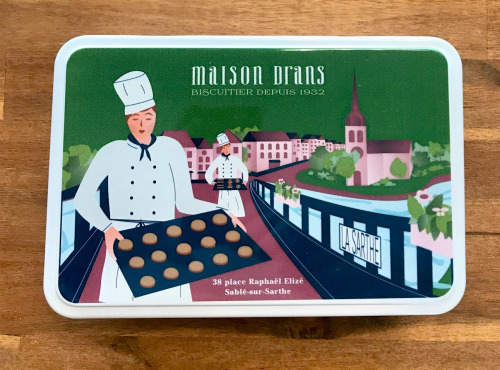 MAISON DRANS
BISCUITIER DEPUIS 1932
LA SARTHE
38 place Raphaël Elizé
Sablé-sur-Sarthe